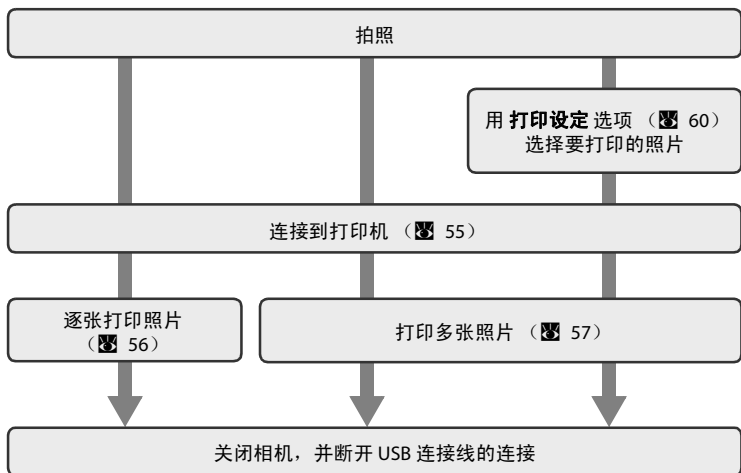 拍照
用 打印设定 选项 （ 60）
选择要打印的照片
连接到打印机 （ 55）
逐张打印照片
（ 56）
打印多张照片 （ 57）
关闭相机，并断开 USB 连接线的连接